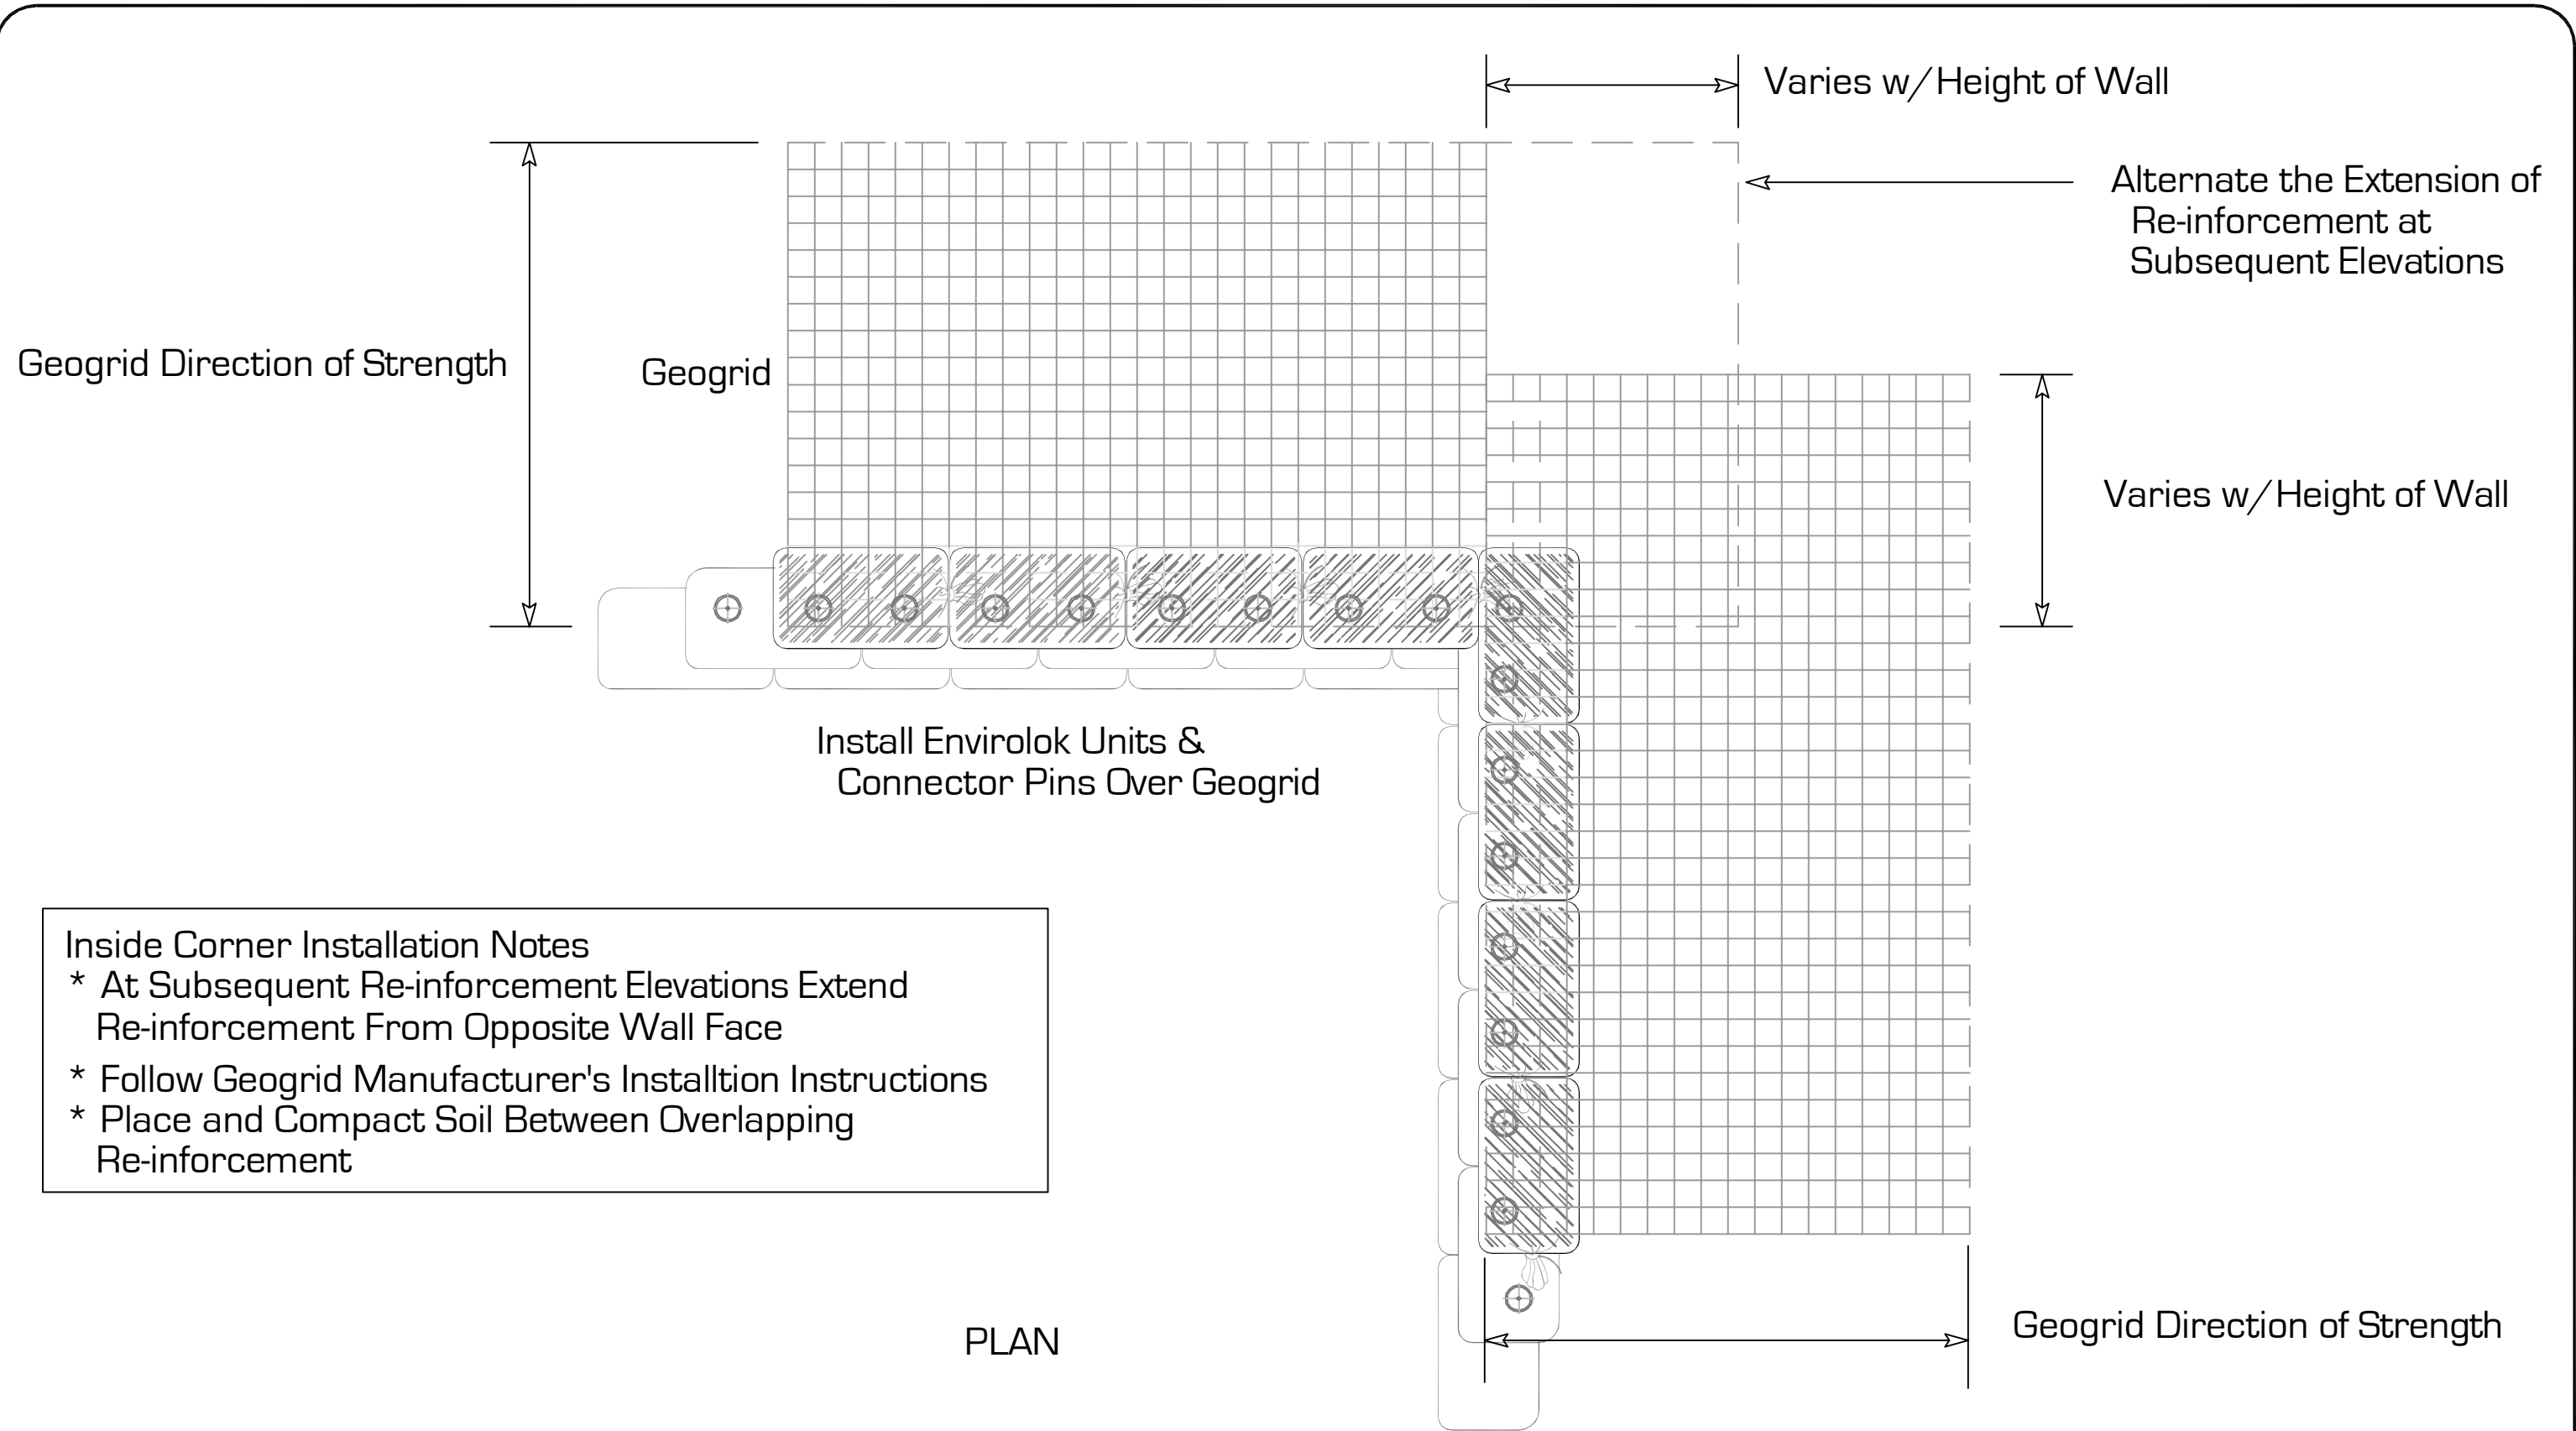 Varies w/Height of Wall
Alternate the Extension of
Re-inforcement at
Subsequent Elevations
Geogrid Direction of Strength
Geogrid
Varies w/Height of Wall
Install Envirolok Units &
Connector Pins Over Geogrid
Inside Corner Installation Notes
* At Subsequent Re-inforcement Elevations Extend
Re-inforcement From Opposite Wall Face
* Follow Geogrid Manufacturer's Installtion Instructions
* Place and Compact Soil Between Overlapping
Re-inforcement
Geogrid Direction of Strength
PLAN